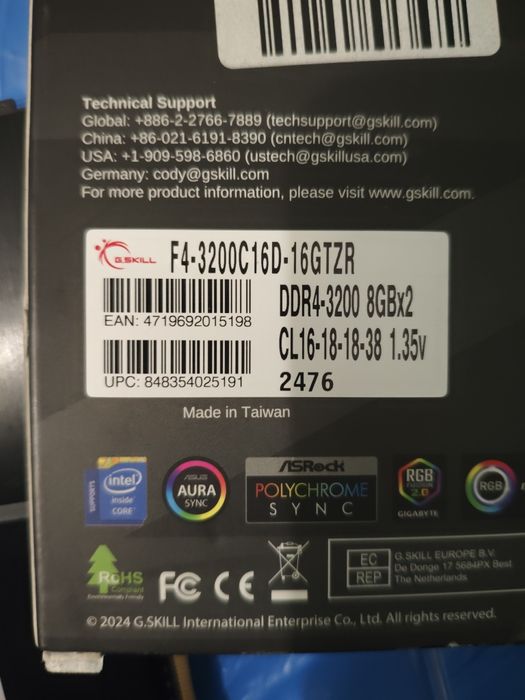 Technical Support
Global: +886-2-2766-7889 (techsupport@gskill.com)
China: +86-021-6191-8390 (cntech@gskill.com)
USA: +1-909-598-6860 (ustech@gskillusa.com)
Germany: cody@gskill.com
For more product information, please visit www.gskill.com.
G.SKILL F4-3200C16D-16GTZR
DDR4-3200 8GBx2
EAN: 4719692015198
CL16-18-18-38 1.35v
UPC: 848354025191
2476
Made in Taiwan
SUPPORTS
intel
inside
CORE
ASUS
AURA
SYNC
ASRock
POLYCHROME
SYNC
RGB
FUSION
2.0
GIGABYTE
RGB
RoHS
Compliant
Environmentally Friendly
FC CE
EC
REP
G.SKILL EUROPE B.V.
De Donge 17 5684PX Best
The Netherlands
© 2024 G.SKILL International Enterprise Co., Ltd. All rights reserved.